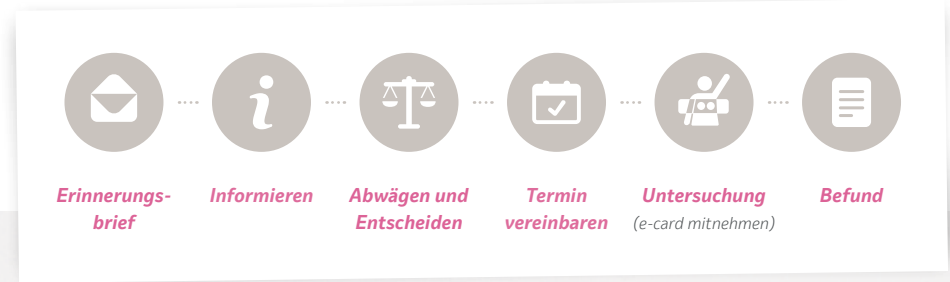 Erinnerungs-
brief
Informieren
Abwägen und
Entscheiden
Termin
vereinbaren
Untersuchung
(e-card mitnehmen)
Befund